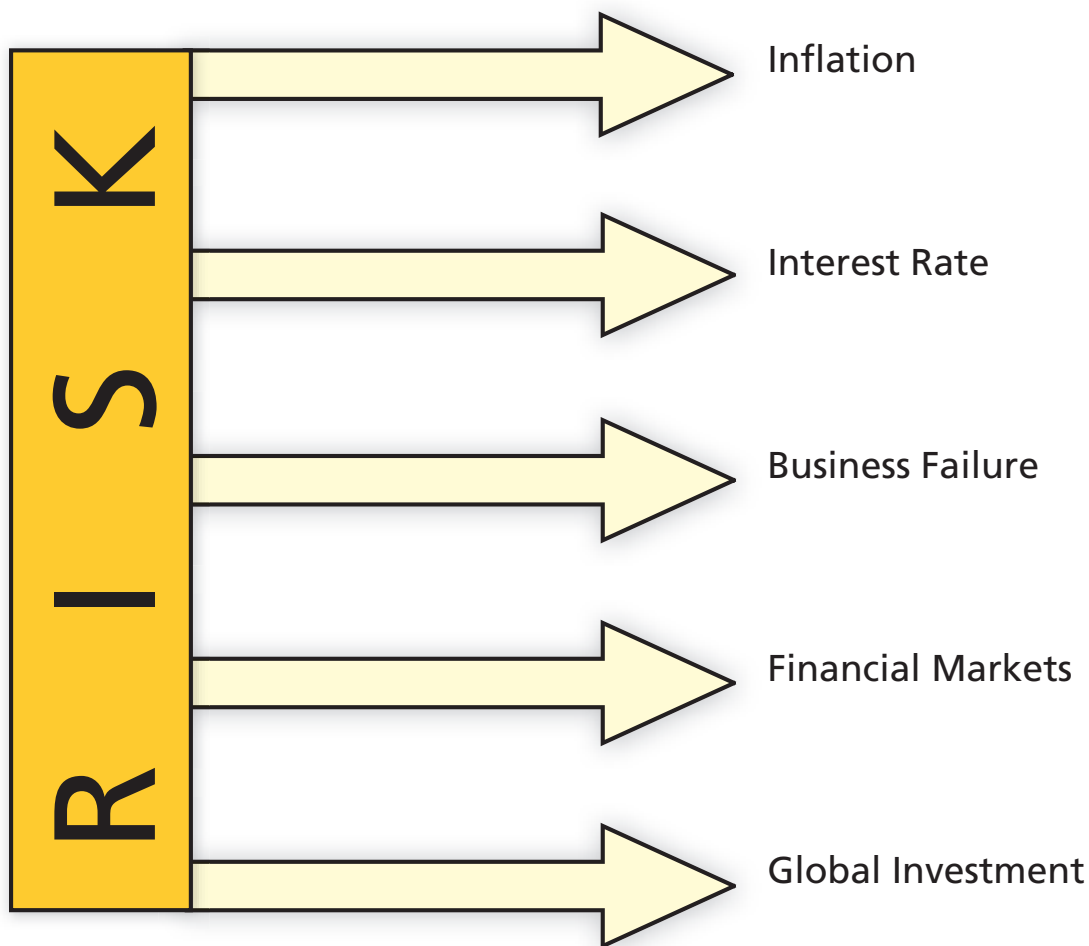 RISK
Inflation
Interest Rate
Business Failure
Financial Markets
Global Investment